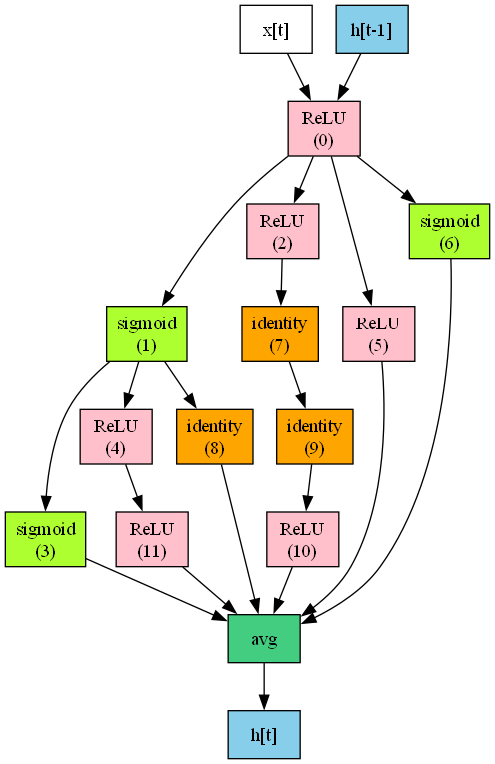 x[t]
h[t-1]
ReLU
(0)
ReLU
(2)
sigmoid
(6)
sigmoid
(1)
identity
(7)
ReLU
(5)
ReLU
(4)
identity
(8)
identity
(9)
sigmoid
(3)
ReLU
(11)
ReLU
(10)
avg
h[t]